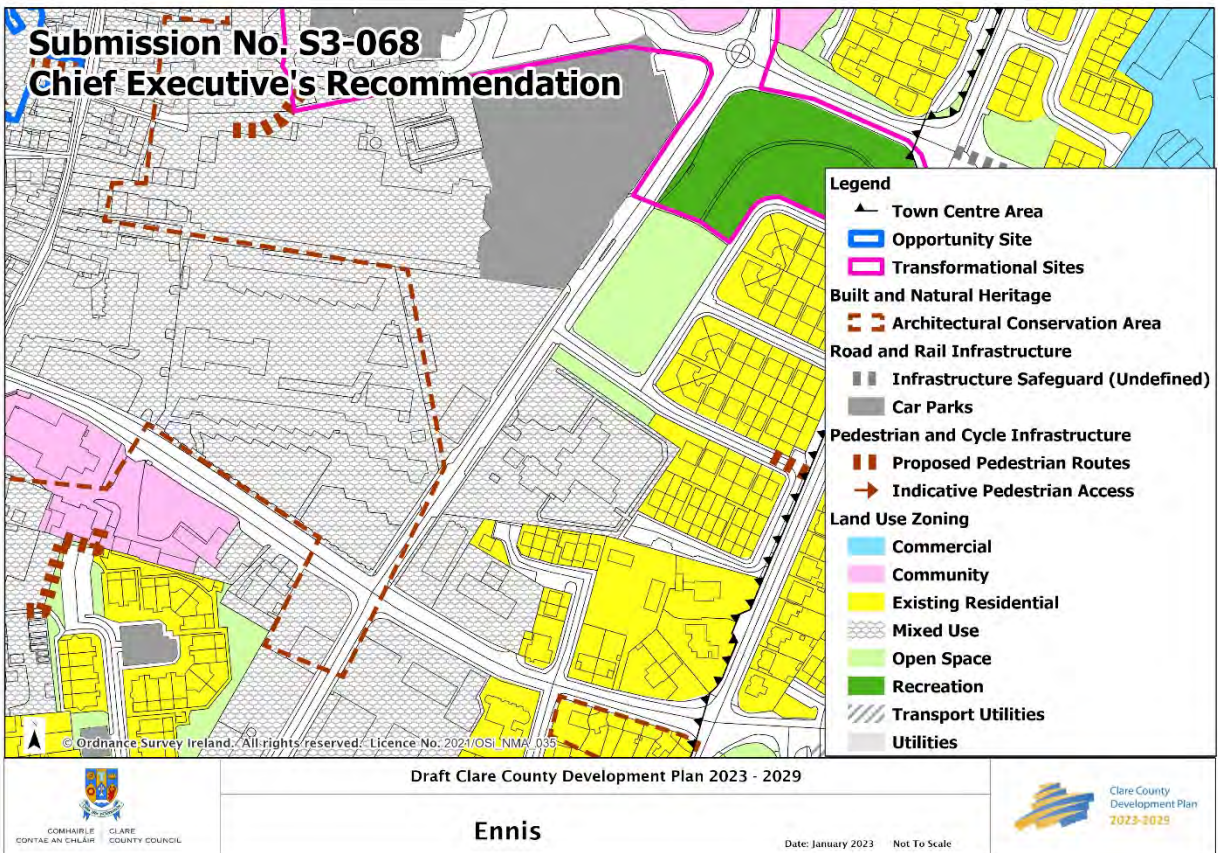 Submission No. S3-068
Chief Executive's Recommendation
Legend
Town Centre Area
Opportunity Site
Transformational Sites
Built and Natural Heritage
Architectural Conservation Area
Road and Rail Infrastructure
Infrastructure Safeguard (Undefined)
Car Parks
Pedestrian and Cycle Infrastructure
Proposed Pedestrian Routes
Indicative Pedestrian Access
Land Use Zoning
Commercial
Community
Existing Residential
Mixed Use
Open Space
Recreation
Transport Utilities
Utilities
N
© Ordnance Survey Ireland. All rights reserved. Licence No. 2021/OSi_NMA_035
COMHAIRLE CLARE
CONTAE AN CHLÁIR COUNTY COUNCIL
Draft Clare County Development Plan 2023 - 2029
Ennis
Date: January 2023 Not To Scale
Clare County
Development Plan
2023-2029